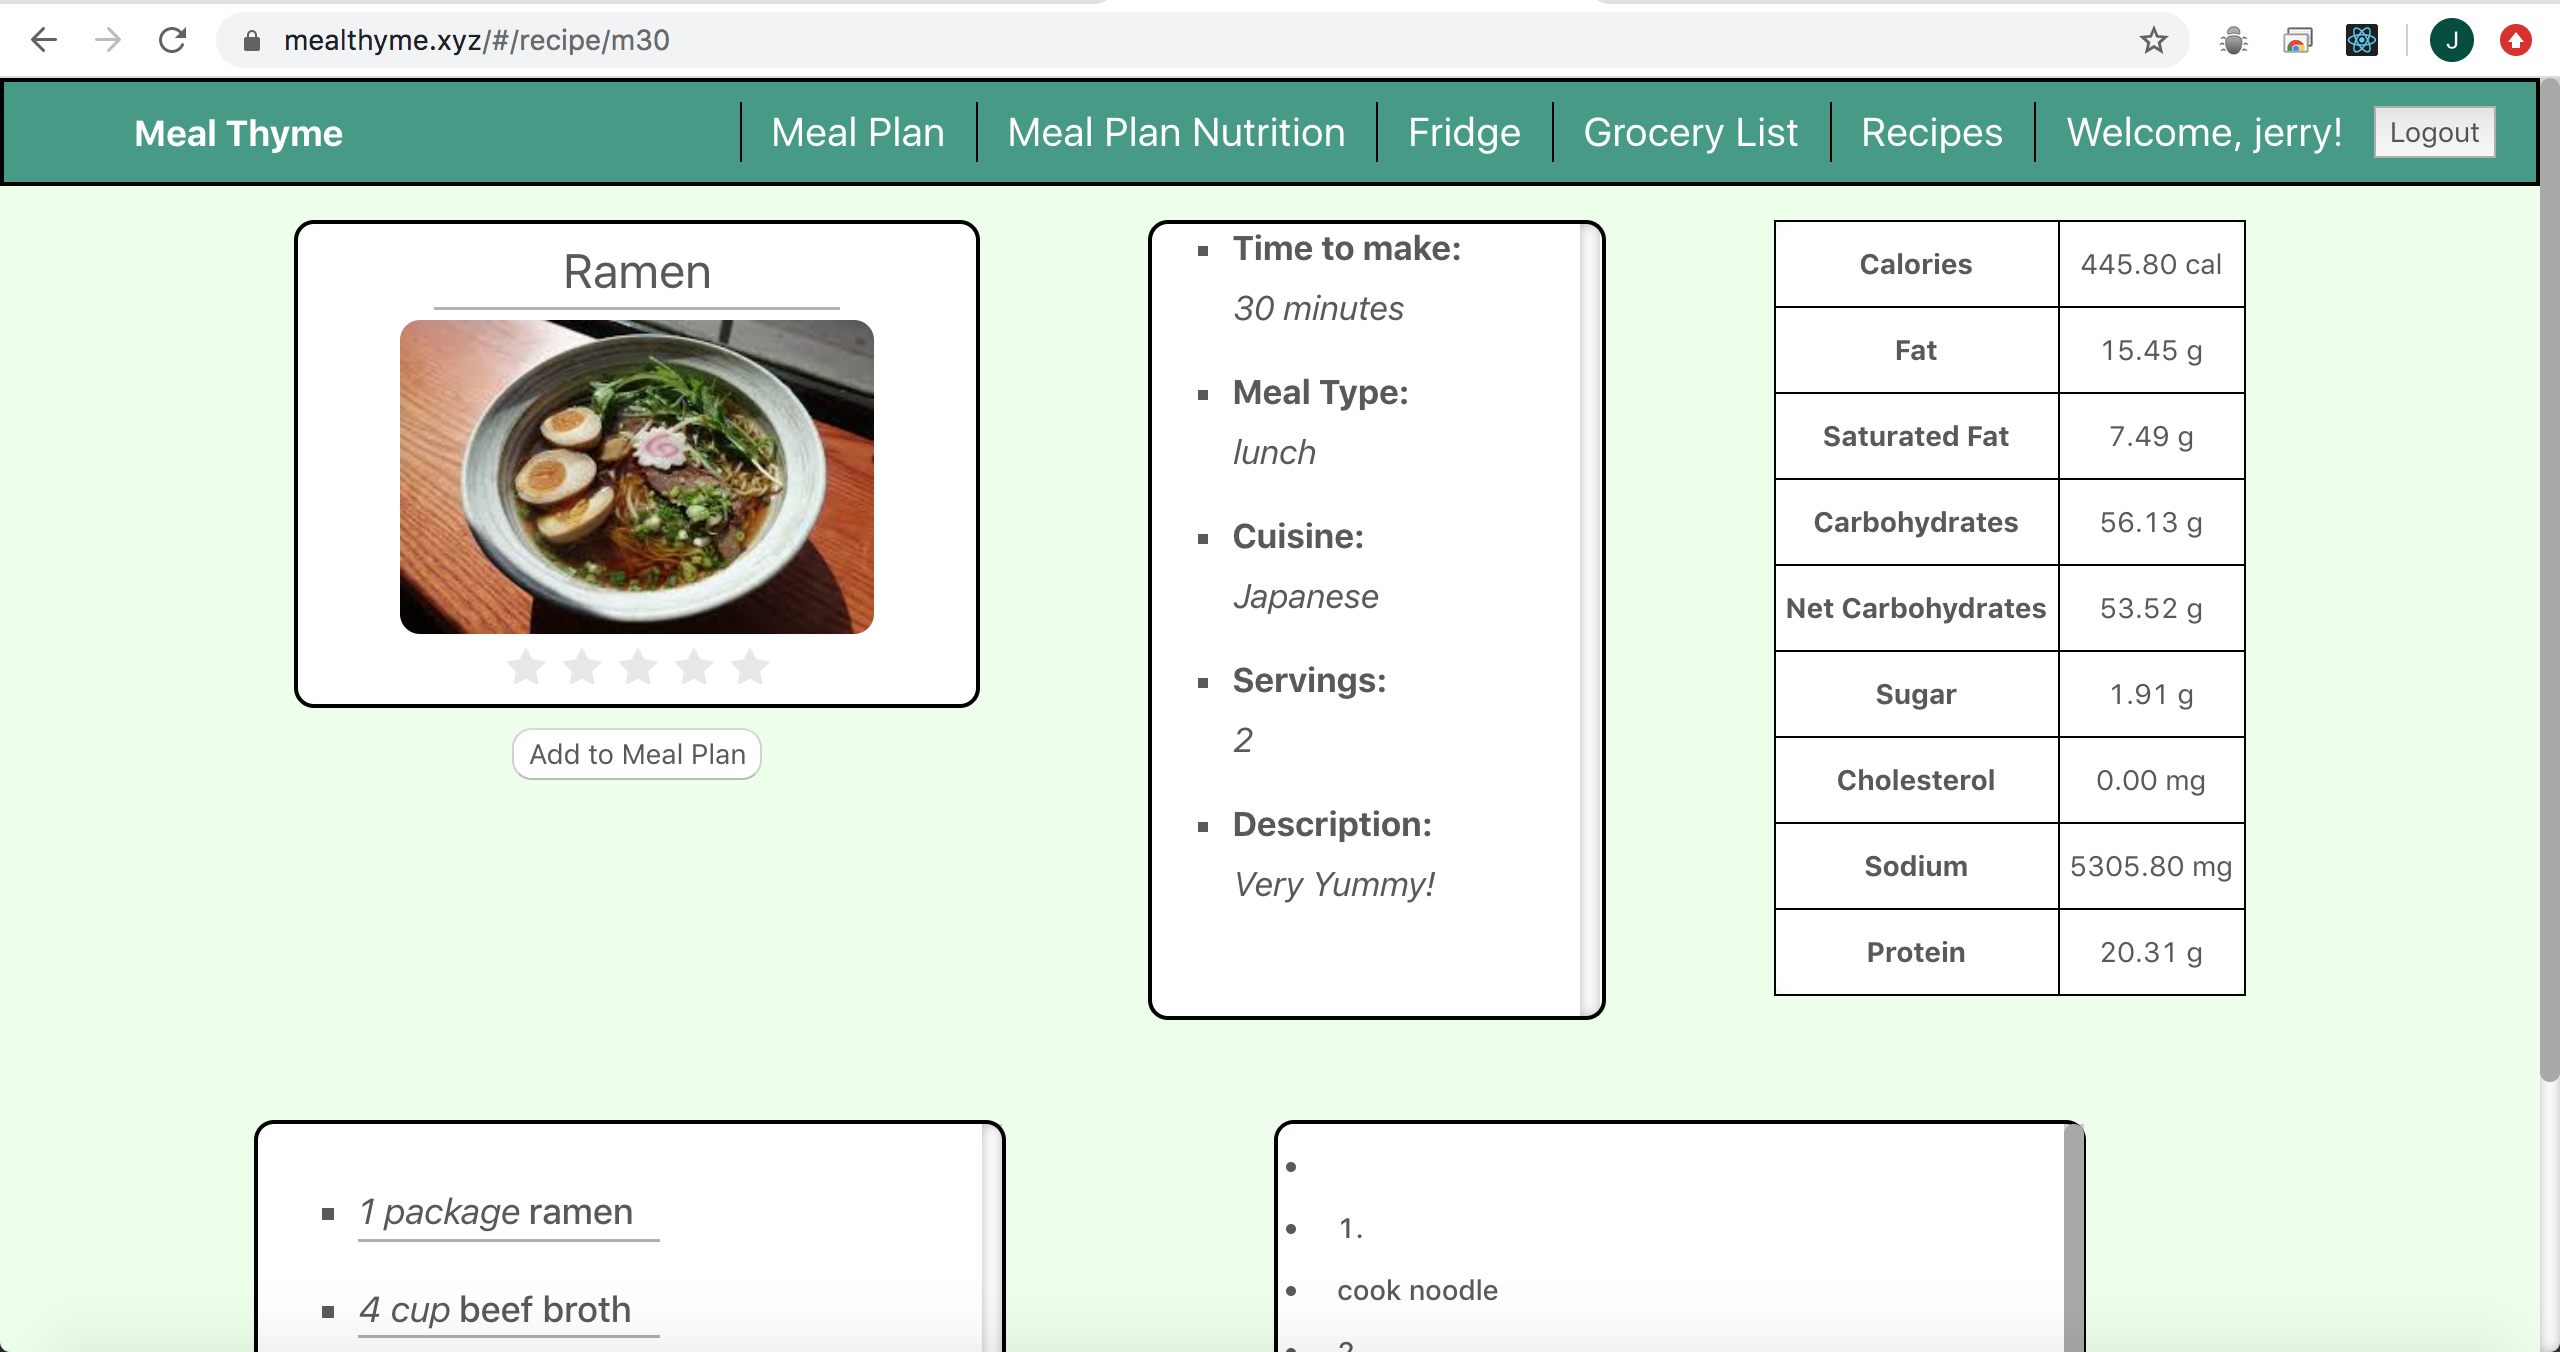 mealthyme.xyz/#/recipe/m30
J
Meal Thyme
Meal Plan
Meal Plan Nutrition
Fridge
Grocery List
Recipes
Welcome, jerry!
Logout
Ramen
Add to Meal Plan
Time to make:
30 minutes
Meal Type:
lunch
Cuisine:
Japanese
Servings:
2
Description:
Very Yummy!
Calories 445.80 cal
Fat 15.45 g
Saturated Fat 7.49 g
Carbohydrates 56.13 g
Net Carbohydrates 53.52 g
Sugar 1.91 g
Cholesterol 0.00 mg
Sodium 5305.80 mg
Protein 20.31 g
1 package ramen
4 cup beef broth
1.
cook noodle